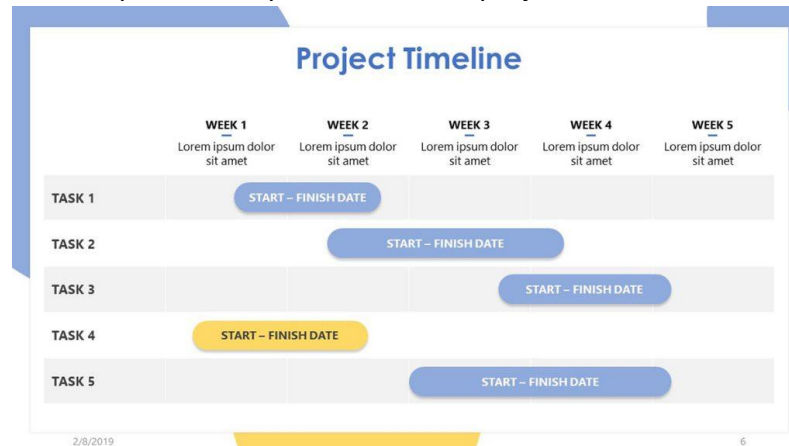 Project Timeline
WEEK 1 WEEK 2 WEEK 3 WEEK 4 WEEK 5
Lorem ipsum dolor Lorem ipsum dolor Lorem ipsum dolor Lorem ipsum dolor Lorem ipsum dolor
sit amet sit amet sit amet sit amet sit amet
TASK 1 START – FINISH DATE
TASK 2 START – FINISH DATE
TASK 3 START – FINISH DATE
TASK 4 START – FINISH DATE
TASK 5 START – FINISH DATE
2/8/2019 6